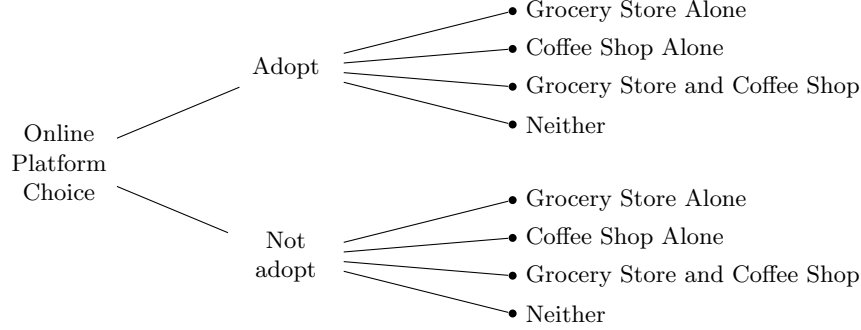 Online
Platform
Choice
Adopt
Grocery Store Alone
Coffee Shop Alone
Grocery Store and Coffee Shop
Neither
Not
adopt
Grocery Store Alone
Coffee Shop Alone
Grocery Store and Coffee Shop
Neither